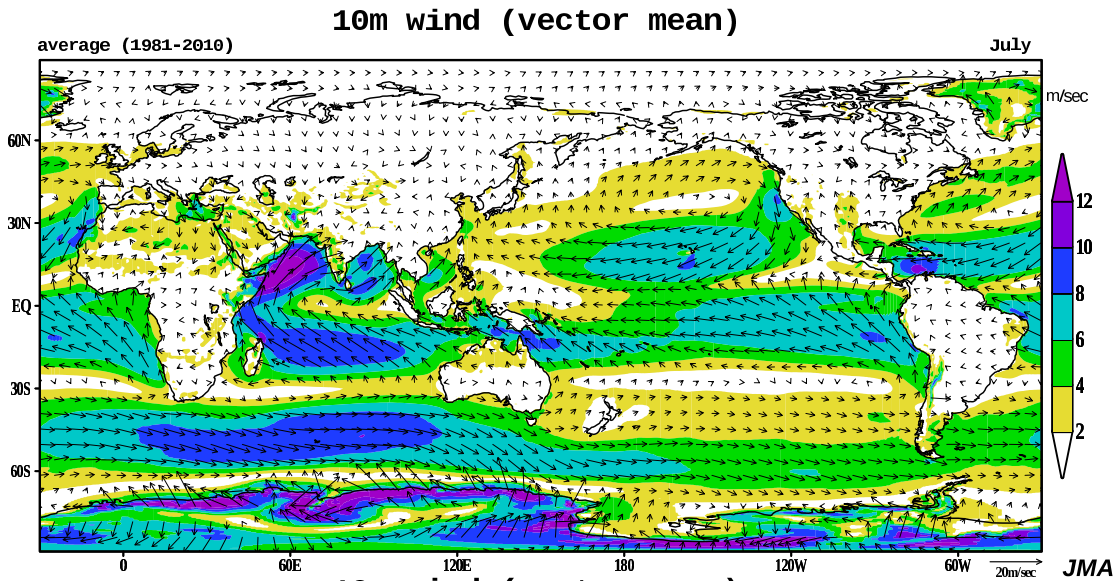 10m wind (vector mean)
average (1981-2010) July
m/sec
60N
30N
EQ
30S
60S
12
10
8
6
4
2
0 60E 120E 180 120W 60W
20m/sec
JMA